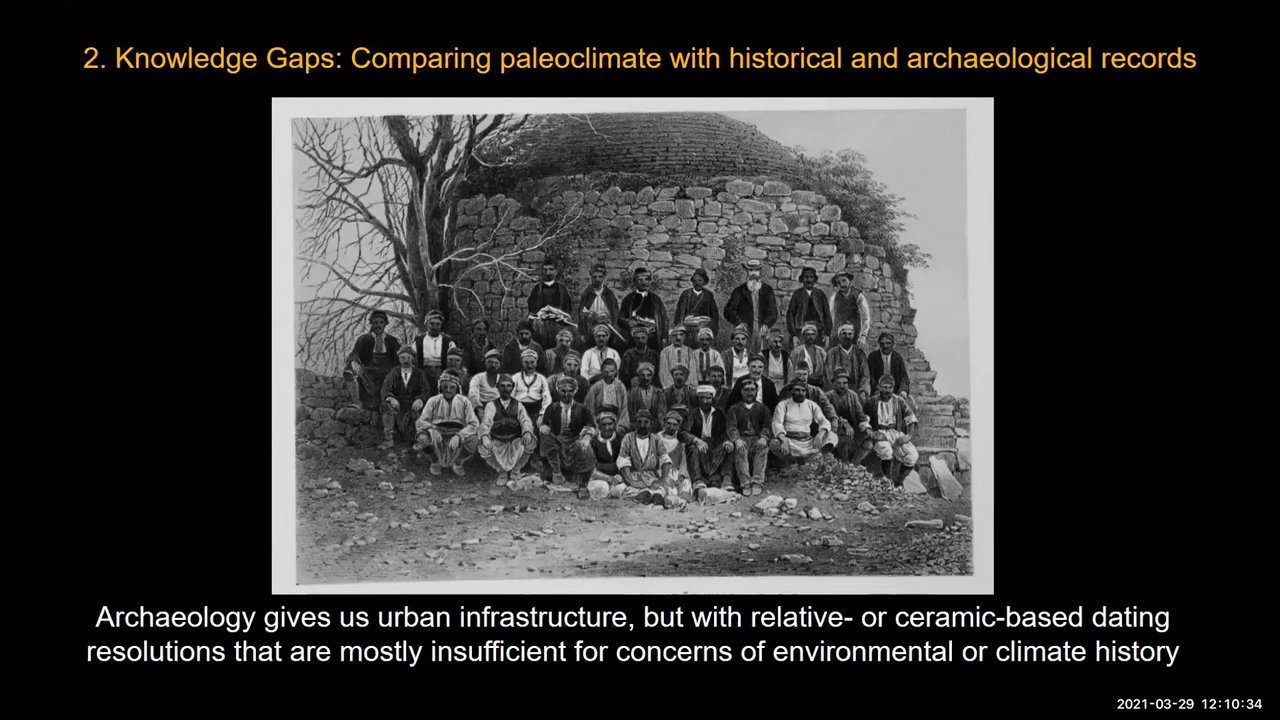 2. Knowledge Gaps: Comparing paleoclimate with historical and archaeological records
Archaeology gives us urban infrastructure, but with relative- or ceramic-based dating
resolutions that are mostly insufficient for concerns of environmental or climate history
2021-03-29 12:10:34